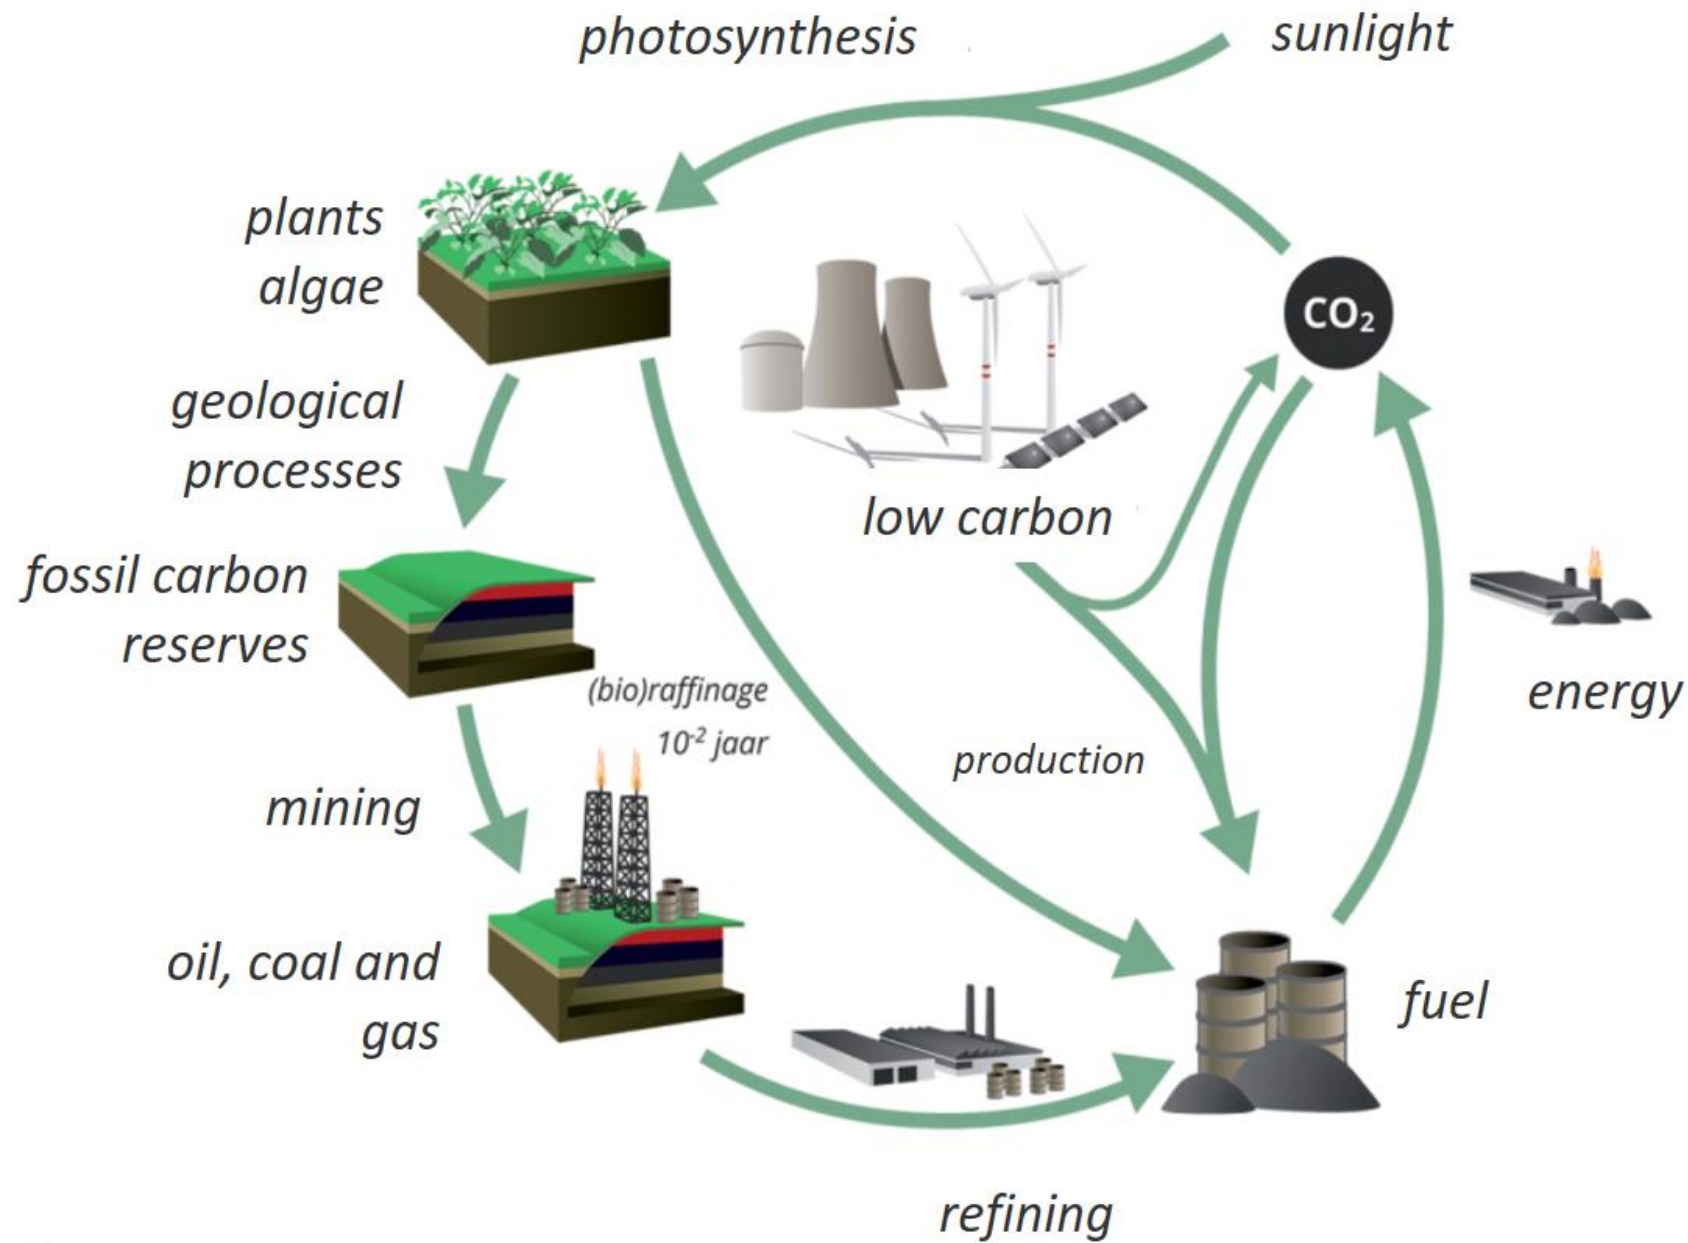 photosynthesis
sunlight
plants
algae
CO₂
geological
processes
low carbon
fossil carbon
reserves
(bio)raffinage
10⁻² jaar
energy
production
mining
oil, coal and
gas
fuel
refining